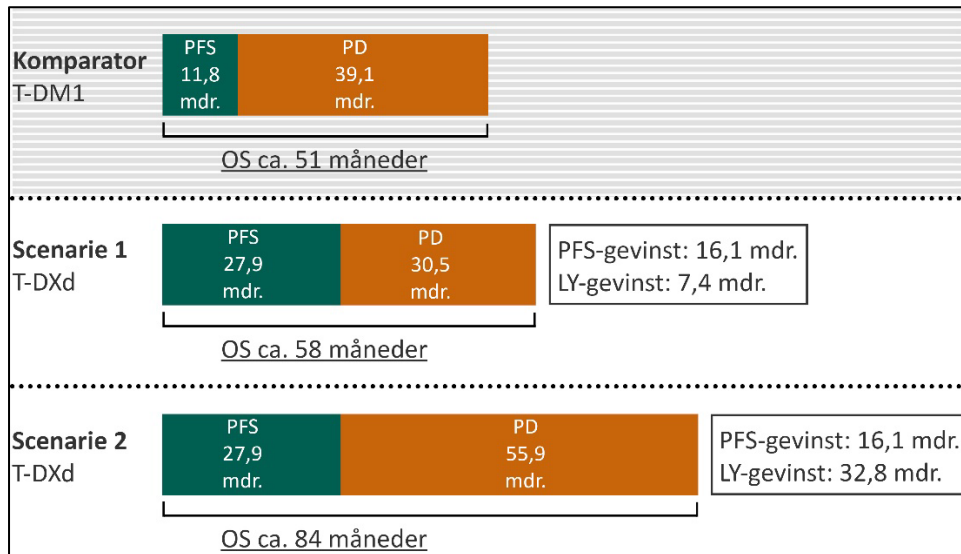 Komparator
T-DM1
PFS
11,8
mdr.
PD
39,1
mdr.
OS ca. 51 måneder
Scenarie 1
T-DXd
PFS
27,9
mdr.
PD
30,5
mdr.
PFS-gevinst: 16,1 mdr.
LY-gevinst: 7,4 mdr.
OS ca. 58 måneder
Scenarie 2
T-DXd
PFS
27,9
mdr.
PD
55,9
mdr.
PFS-gevinst: 16,1 mdr.
LY-gevinst: 32,8 mdr.
OS ca. 84 måneder